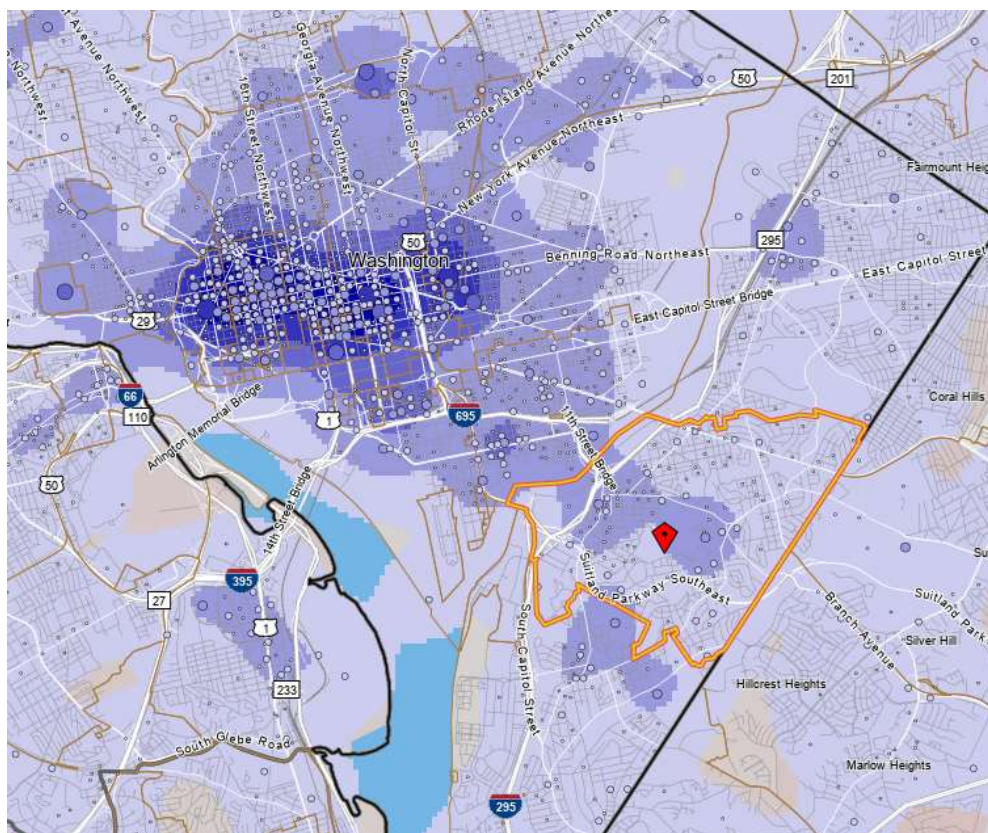 Avenue Northwest
Avenue Northwest
Northwest
Georgia Avenue Northwest
16th Street Northwest
North Capitol St
Rhode Island Avenue Northeast
New York Avenue Northeast
50
201
Fairmount Heig
50
Washington
295
Benning Road Northeast
East Capitol Street
East Capitol Street Bridge
29
66
110
Arlington Memorial Bridge
1
695
11th Street Bridge
Coral Hills
50
14th Street Bridge
395
27
1
Suitland Parkway Southeast
South Capitol Street
Branch Avenue
Suitland Park
Silver Hill
Hillcrest Heights
233
South Glebe Road
Marlow Heights
295